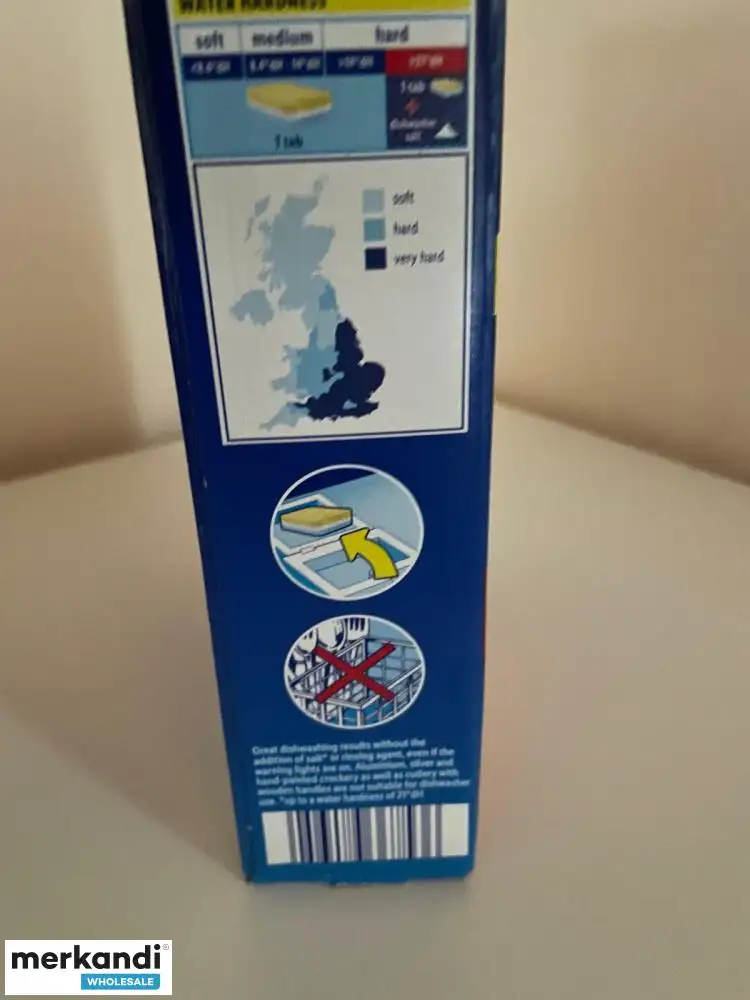 WATER HARDNESS
soft medium hard
1 tab
1 tab
+
dishwasher
salt
soft
hard
very hard
Great dishwashing results without the
addition of salt* or rinsing agent, even if the
warning lights are on. Aluminium, silver and
hand-painted crockery as well as cutlery with
wooden handles are not suitable for dishwasher
use. *up to a water hardness of 21°dH
merkandi®
WHOLESALE